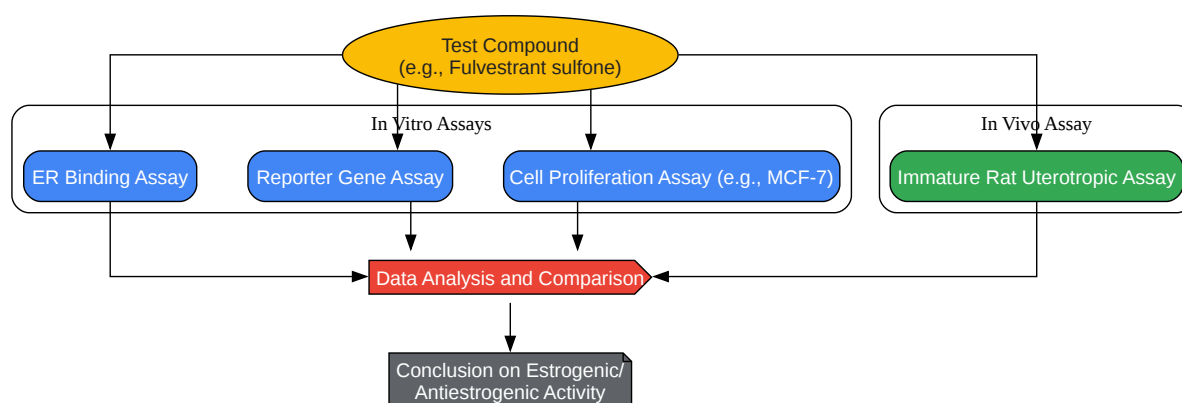 Test Compound
(e.g., Fulvestrant sulfone)
In Vitro Assays
In Vivo Assay
ER Binding Assay
Reporter Gene Assay
Cell Proliferation Assay (e.g., MCF-7)
Immature Rat Uterotropic Assay
Data Analysis and Comparison
Conclusion on Estrogenic/
Antiestrogenic Activity